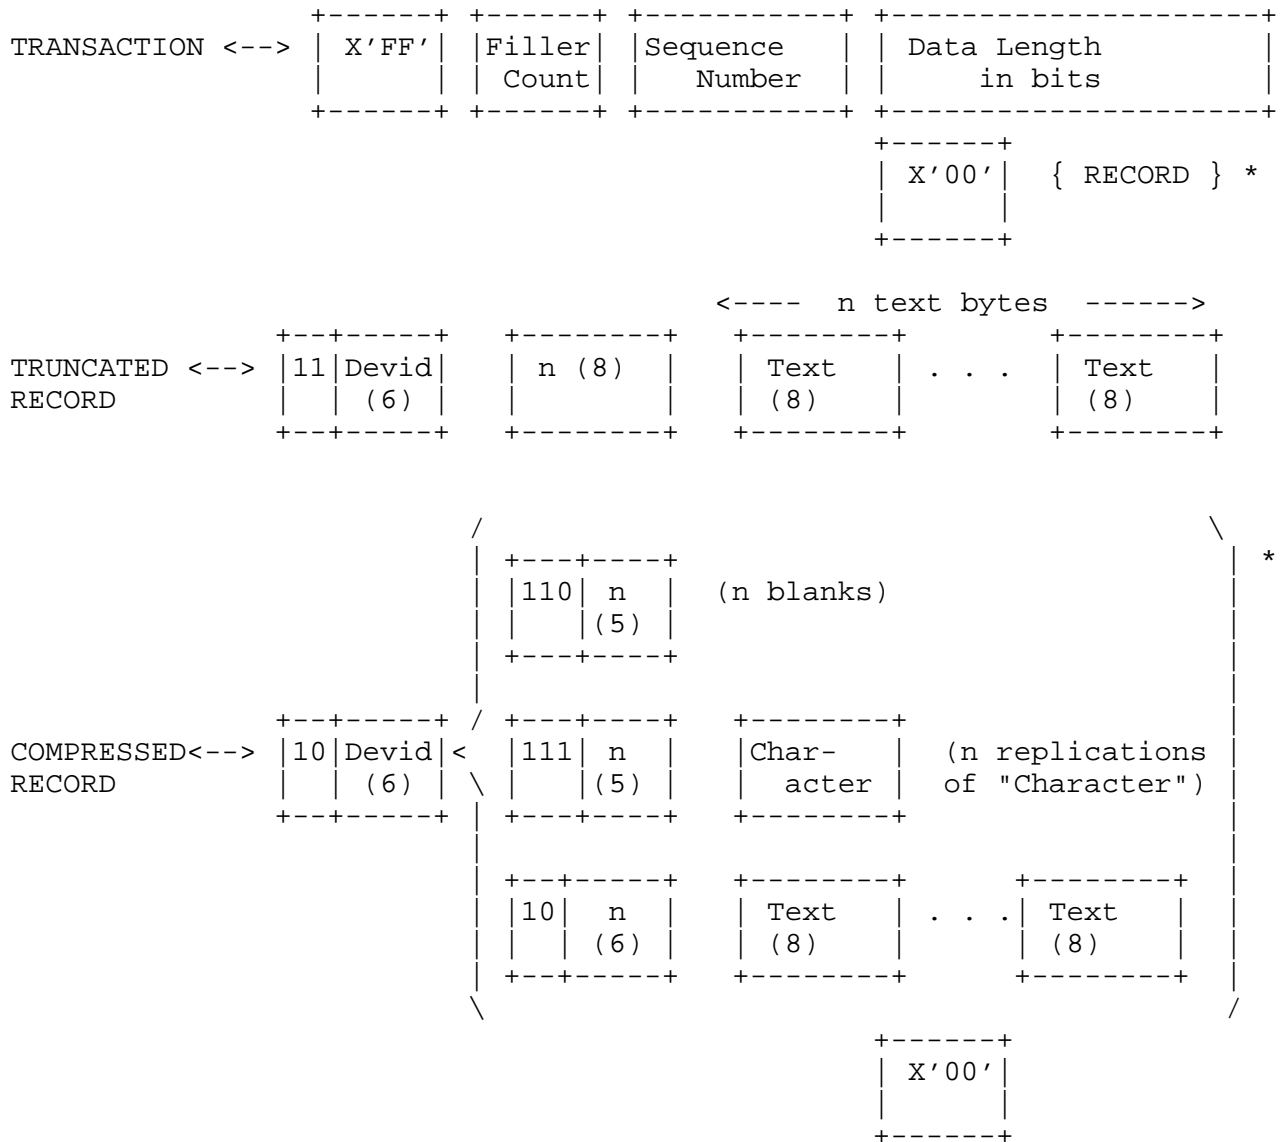 +------+ +------+ +-----------+ +---------------------+
TRANSACTION <--> | X'FF'| |Filler| |Sequence   | | Data Length         |
                 |      | | Count| |   Number  | |     in bits         |
                 +------+ +------+ +-----------+ +---------------------+
                                                 +------+
                                                 | X'00'|  { RECORD } *
                                                 |      |
                                                 +------+
                                       <---- n text bytes ------>
               +--+-----+   +--------+   +--------+         +--------+
TRUNCATED <--> |11|Devid|   | n (8)  |   | Text   | . . .   | Text   |
RECORD         |  | (6) |   |        |   | (8)    |         | (8)    |
               +--+-----+   +--------+   +--------+         +--------+
                          /                                           \
                          | +---+----+                                 | *
                          | |110| n  |  (n blanks)                     |
                          | |   |(5) |                                 |
                          | +---+----+                                 |
                          |                                            |
               +--+-----+ / +---+----+   +--------+                    |
COMPRESSED<--> |10|Devid|<  |111| n  |   |Char-   |  (n replications   |
RECORD         |  | (6) | \ |   |(5) |   |  acter |  of "Character")   |
               +--+-----+ | +---+----+   +--------+                    |
                          |                                            |
                          | +--+-----+   +--------+       +--------+   |
                          | |10|  n  |   | Text   | . . .| Text   |    |
                          | |  | (6) |   | (8)    |      | (8)    |    |
                          | +--+-----+   +--------+       +--------+   |
                          \                                            /
                                                 +------+
                                                 | X'00'|
                                                 |      |
                                                 +------+